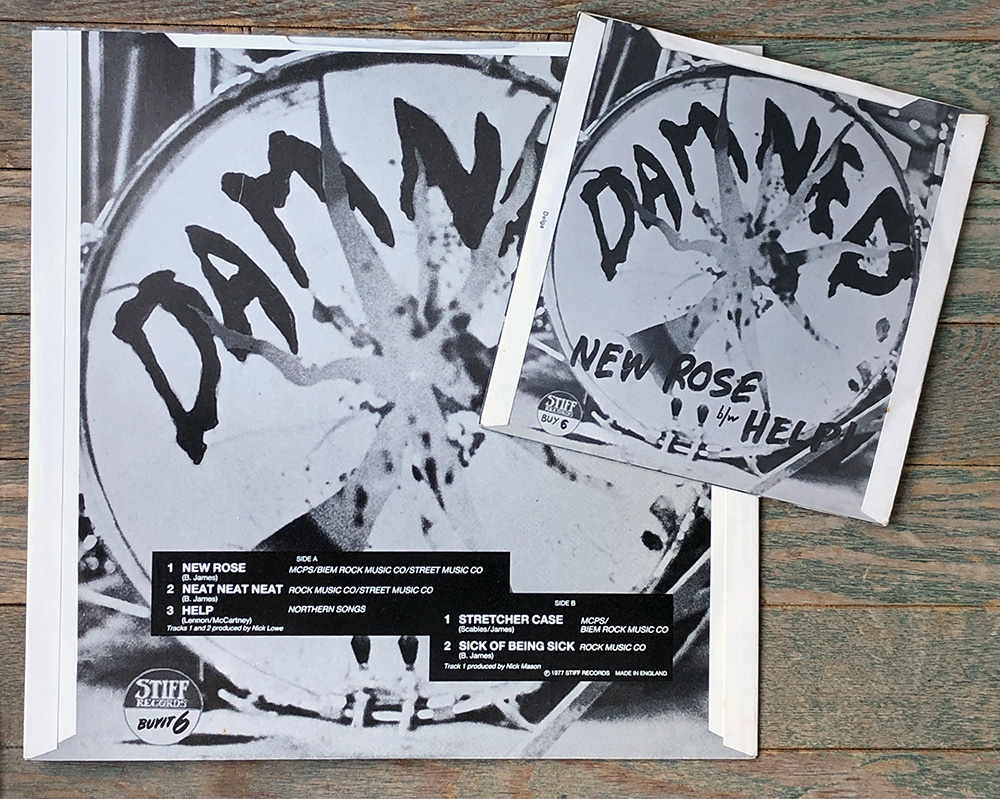 DAMN
SIDE A
1 NEW ROSE MCPS/BIEM ROCK MUSIC CO/STREET MUSIC CO
(B. James)
2 NEAT NEAT NEAT ROCK MUSIC CO/STREET MUSIC CO
(B. James)
3 HELP NORTHERN SONGS
(Lennon/McCartney)
Tracks 1 and 2 produced by Nick Lowe
SIDE B
1 STRETCHER CASE MCPS/
(Scabies/James) BIEM ROCK MUSIC CO
2 SICK OF BEING SICK ROCK MUSIC CO
(B. James)
Track 1 produced by Nick Mason
℗ 1977 STIFF RECORDS MADE IN ENGLAND
STIFF
RECORDS
BUYIT 6
DAMNED
NEW ROSE
b/w HELP!
STIFF
RECORDS
BUY 6